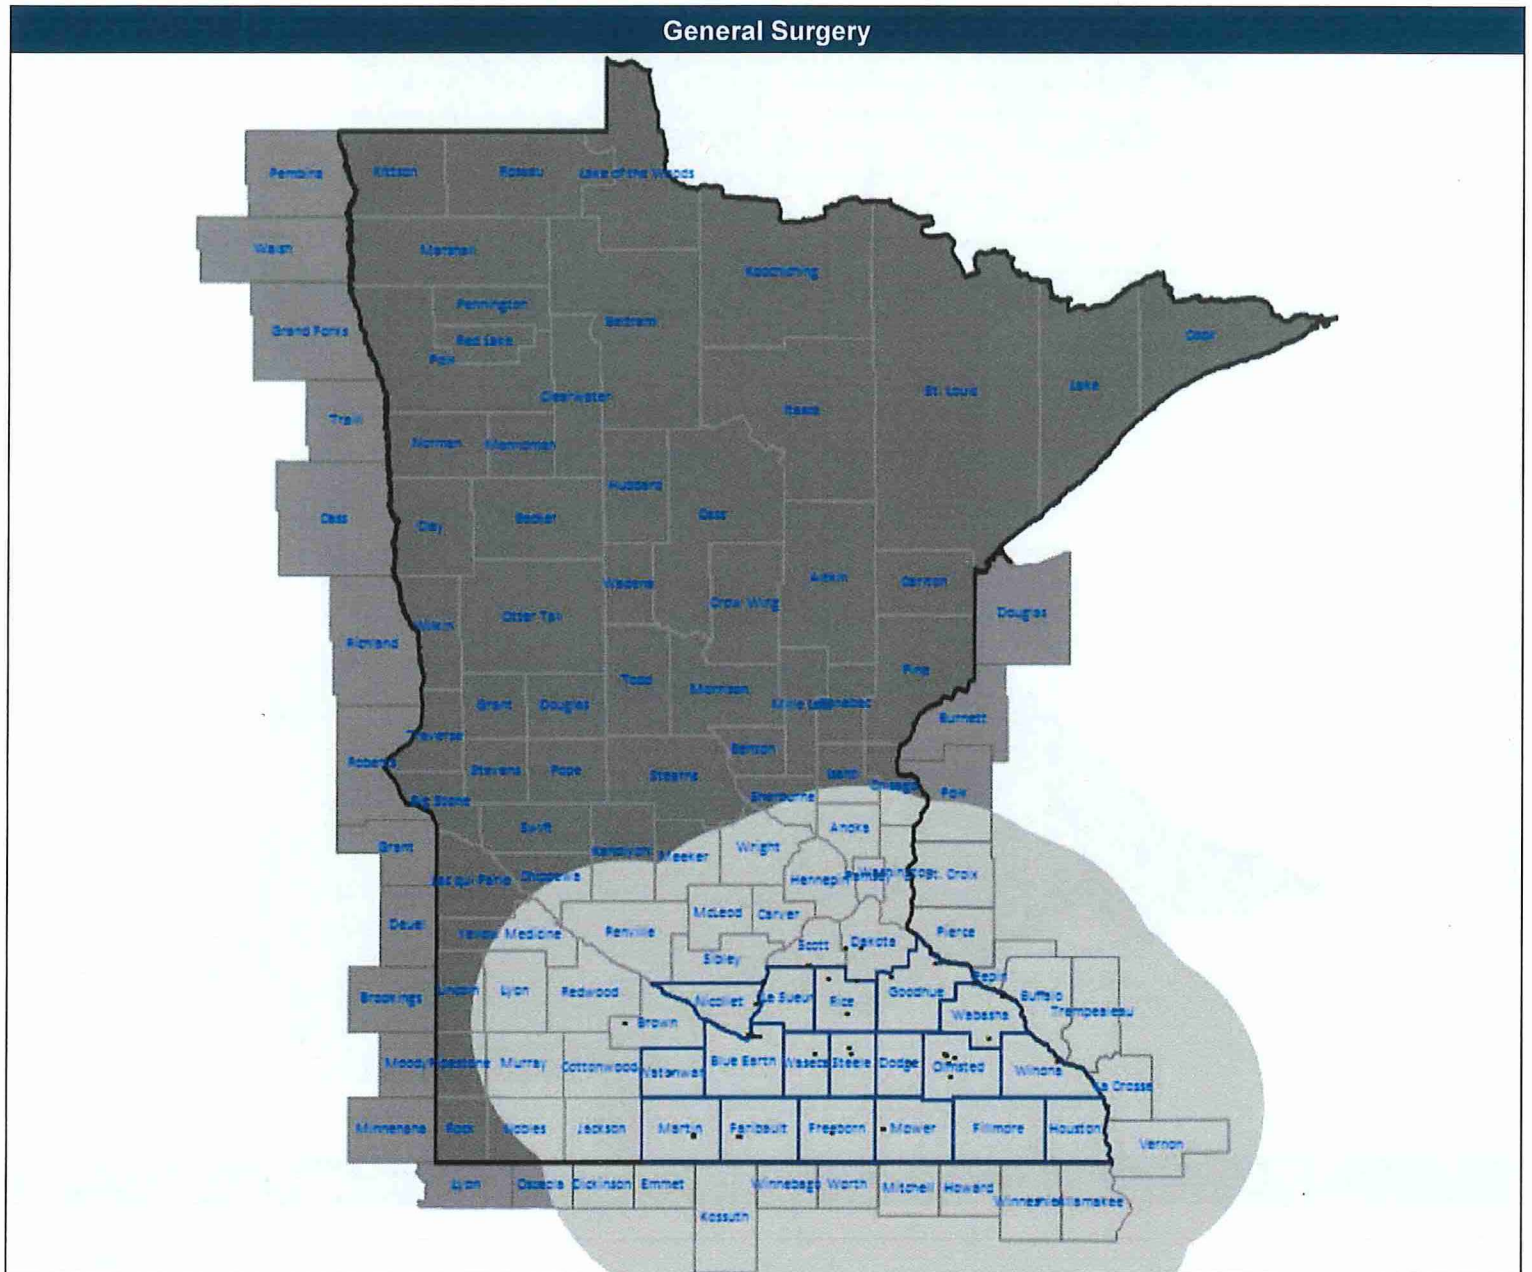 General Surgery
Pembina Kittson Roseau Lake of the Woods
Walsh Marshall Koochiching
Pennington
Grand Forks Beltrami Cook
Red Lake
Polk
Clearwater St. Louis Lake
Traill Itasca
Norman Mahnomen
Hubbard
Cass Clay Becker Cass
Wadena Aitkin Carlton
Crow Wing
Wilkin Otter Tail Douglas
Richland
Todd Morrison Pine
Grant Douglas Mille Kanabec Burnett
Traverse
Roberts Stevens Pope Stearns Benton Isanti
Big Stone Sherburne Chisago Polk
Swift Anoka
Grant Kandiyohi Meeker Wright
Lac qui Parle Chippewa Hennepin Ramsey St. Croix
McLeod Carver
Deuel Yellow Medicine Renville Scott Dakota Pierce
Sibley
Pepin
Brookings Lincoln Lyon Redwood Nicollet Le Sueur Rice Goodhue Buffalo
Brown Wabasha Trempealeau
Moody Pipestone Murray Cottonwood Watonwan Blue Earth Waseca Steele Dodge Olmsted Winona
La Crosse
Minnehaha Rock Nobles Jackson Martin Faribault Freeborn Mower Fillmore Houston
Vernon
Lyon Osceola Dickinson Emmet Winnebago Worth Mitchell Howard
Winneshiek Allamakee
Kossuth